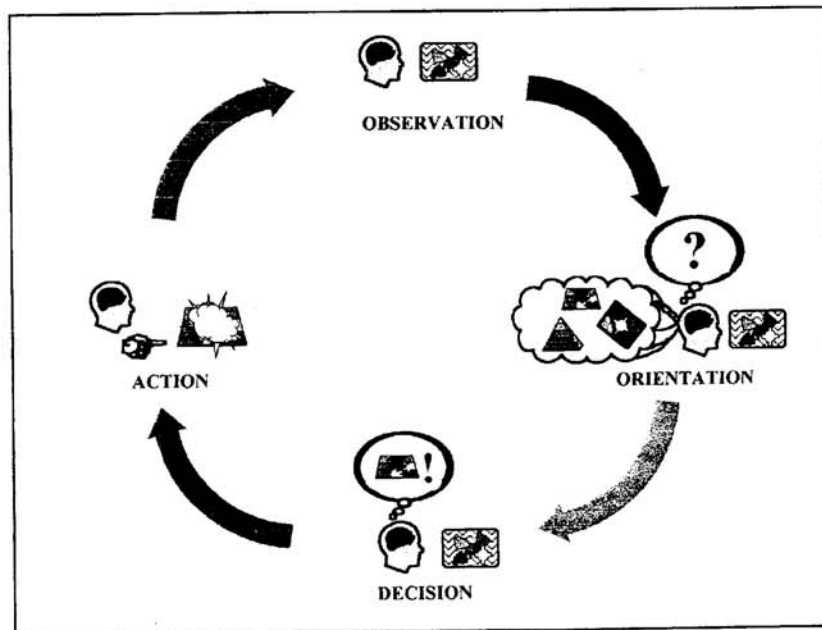 OBSERVATION
?
ORIENTATION
!
DECISION
ACTION